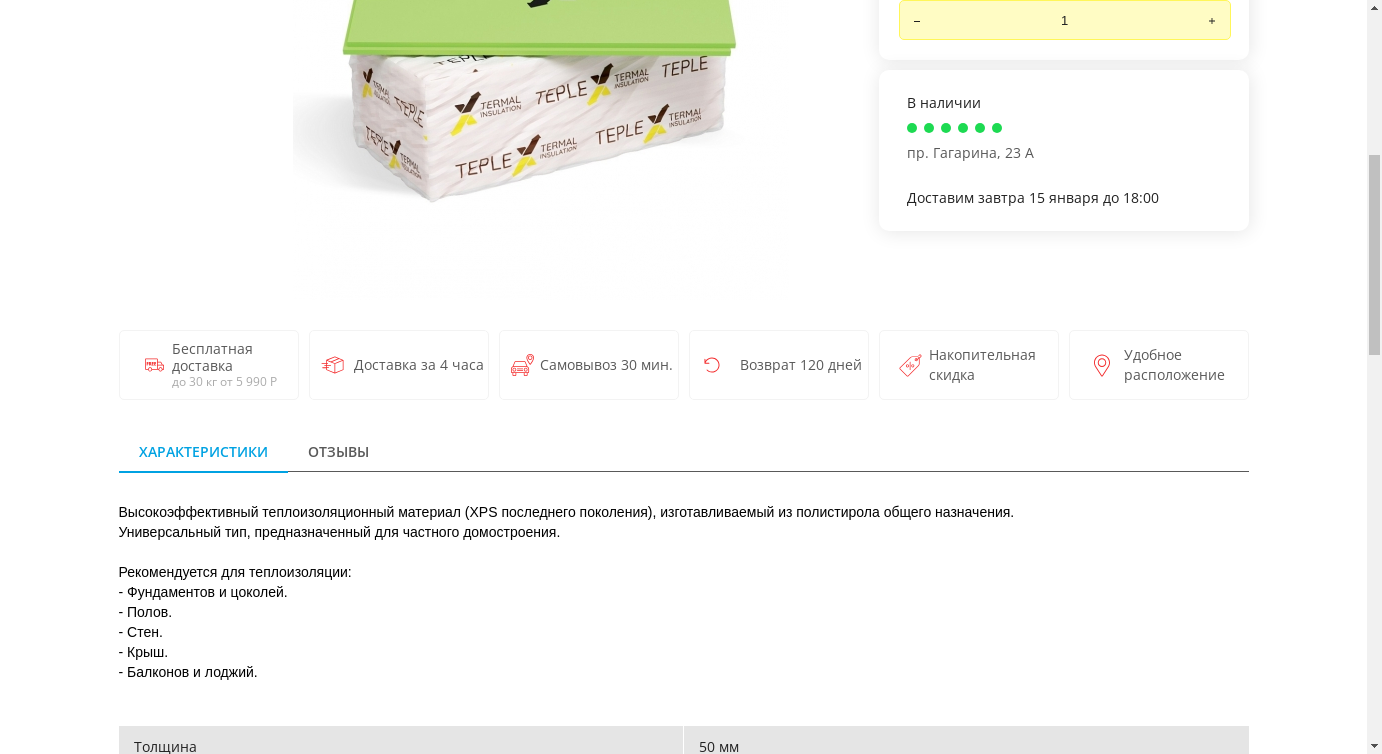 TEPLE
TERMAL
INSULATION
TEPLE
TERMAL
INSULATION
TEPLE
TEPLE
TERMAL
INSULATION
TEPLE
TERMAL
INSULATION
TEPLE
−
1
+
В наличии
пр. Гагарина, 23 А
Доставим завтра 15 января до 18:00
Бесплатная
доставка
до 30 кг от 5 990 Р
Доставка за 4 часа
Самовывоз 30 мин.
Возврат 120 дней
Накопительная
скидка
Удобное
расположение
ХАРАКТЕРИСТИКИ
ОТЗЫВЫ
Высокоэффективный теплоизоляционный материал (XPS последнего поколения), изготавливаемый из полистирола общего назначения.
Универсальный тип, предназначенный для частного домостроения.
Рекомендуется для теплоизоляции:
- Фундаментов и цоколей.
- Полов.
- Стен.
- Крыш.
- Балконов и лоджий.
Толщина
50 мм